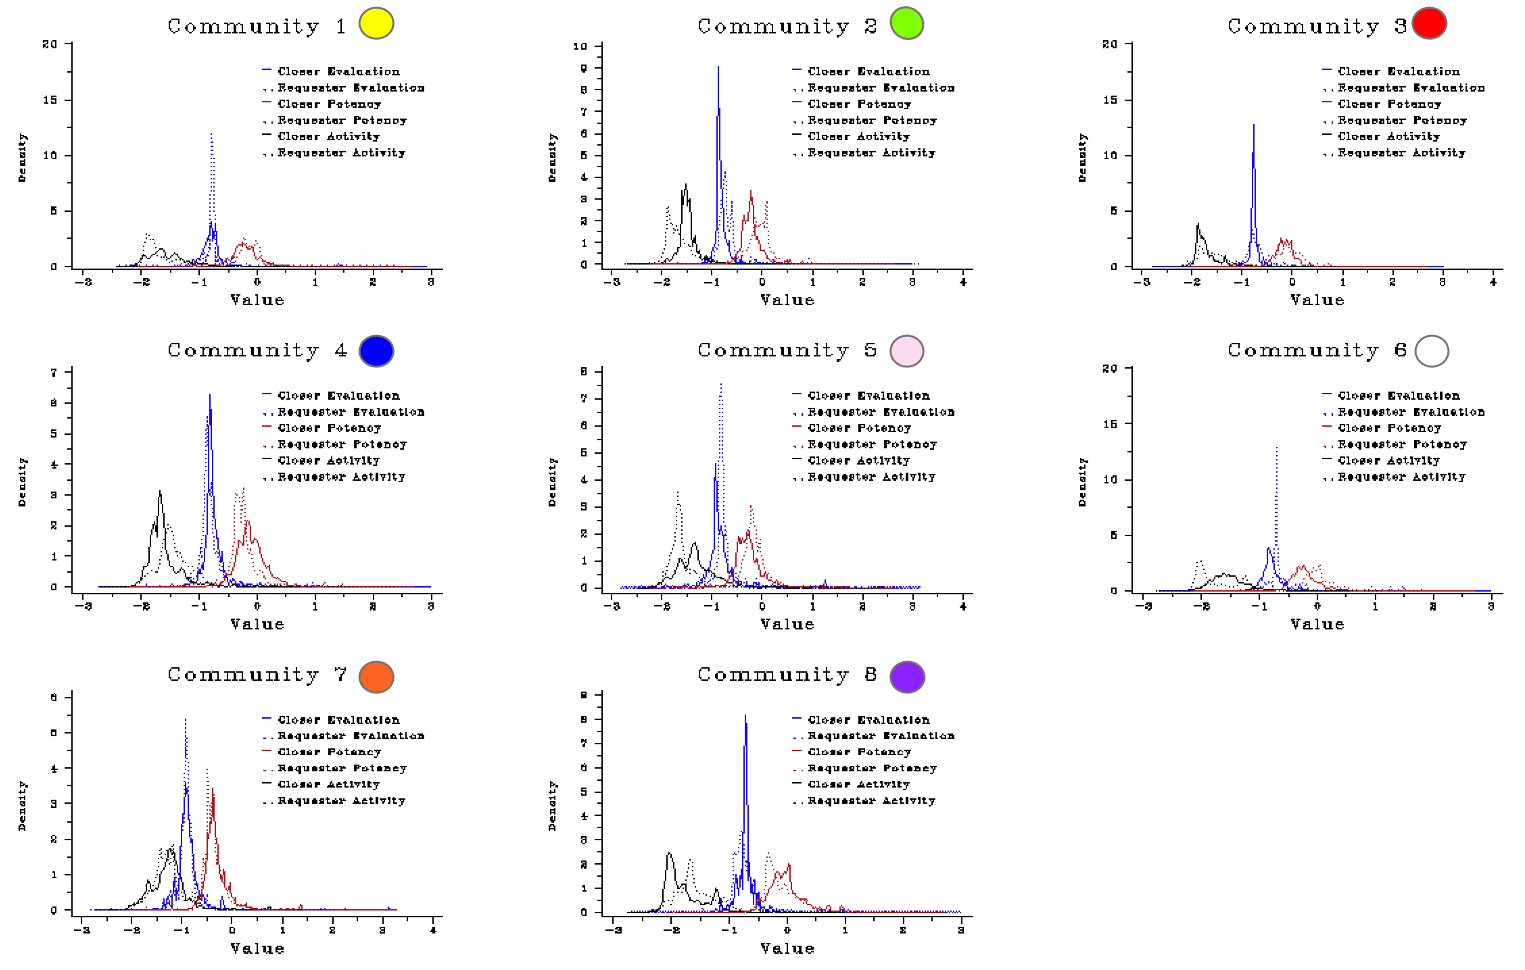 Community 1
20
15
10
5
0
Density
Closer Evaluation
Requester Evaluation
Closer Potency
Requester Potency
Closer Activity
Requester Activity
-3 -2 -1 0 1 2 3
Value
Community 2
10
9
8
7
6
5
4
3
2
1
0
Density
Closer Evaluation
Requester Evaluation
Closer Potency
Requester Potency
Closer Activity
Requester Activity
-3 -2 -1 0 1 2 3 4
Value
Community 3
20
15
10
5
0
Density
Closer Evaluation
Requester Evaluation
Closer Potency
Requester Potency
Closer Activity
Requester Activity
-3 -2 -1 0 1 2 3 4
Value
Community 4
7
6
5
4
3
2
1
0
Density
Closer Evaluation
Requester Evaluation
Closer Potency
Requester Potency
Closer Activity
Requester Activity
-3 -2 -1 0 1 2 3
Value
Community 5
8
7
6
5
4
3
2
1
0
Density
Closer Evaluation
Requester Evaluation
Closer Potency
Requester Potency
Closer Activity
Requester Activity
-3 -2 -1 0 1 2 3 4
Value
Community 6
20
15
10
5
0
Density
Closer Evaluation
Requester Evaluation
Closer Potency
Requester Potency
Closer Activity
Requester Activity
-3 -2 -1 0 1 2 3
Value
Community 7
6
5
4
3
2
1
0
Density
Closer Evaluation
Requester Evaluation
Closer Potency
Requester Potency
Closer Activity
Requester Activity
-3 -2 -1 0 1 2 3 4
Value
Community 8
9
8
7
6
5
4
3
2
1
0
Density
Closer Evaluation
Requester Evaluation
Closer Potency
Requester Potency
Closer Activity
Requester Activity
-3 -2 -1 0 1 2 3
Value